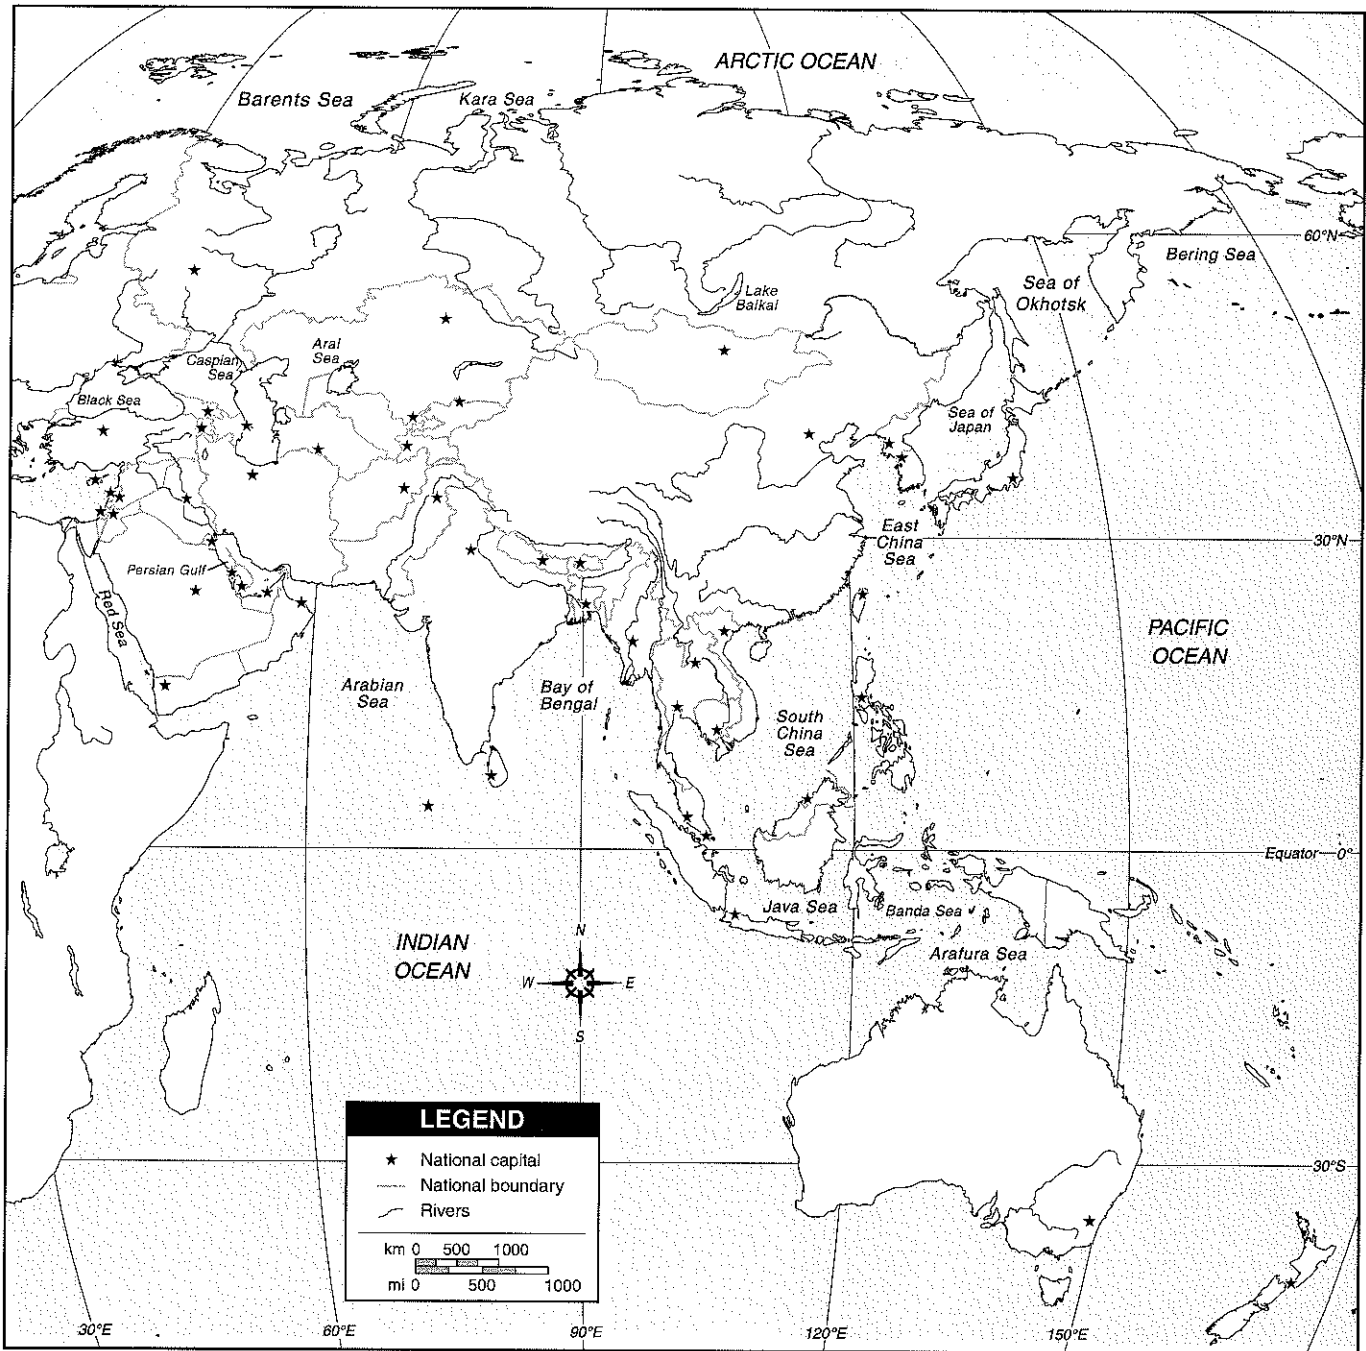 ARCTIC OCEAN
Barents Sea
Kara Sea
60°N
Bering Sea
Sea of
Okhotsk
Lake
Baikal
Aral
Sea
Caspian
Sea
Black Sea
Sea of
Japan
East
China
Sea
30°N
Persian Gulf
Red Sea
PACIFIC
OCEAN
Arabian
Sea
Bay of
Bengal
South
China
Sea
Equator 0°
Java Sea
Banda Sea
Arafura Sea
INDIAN
OCEAN
N
W E
S
LEGEND
National capital
National boundary
Rivers
km 0 500 1000
mi 0 500 1000
30°S
30°E 60°E 90°E 120°E 150°E